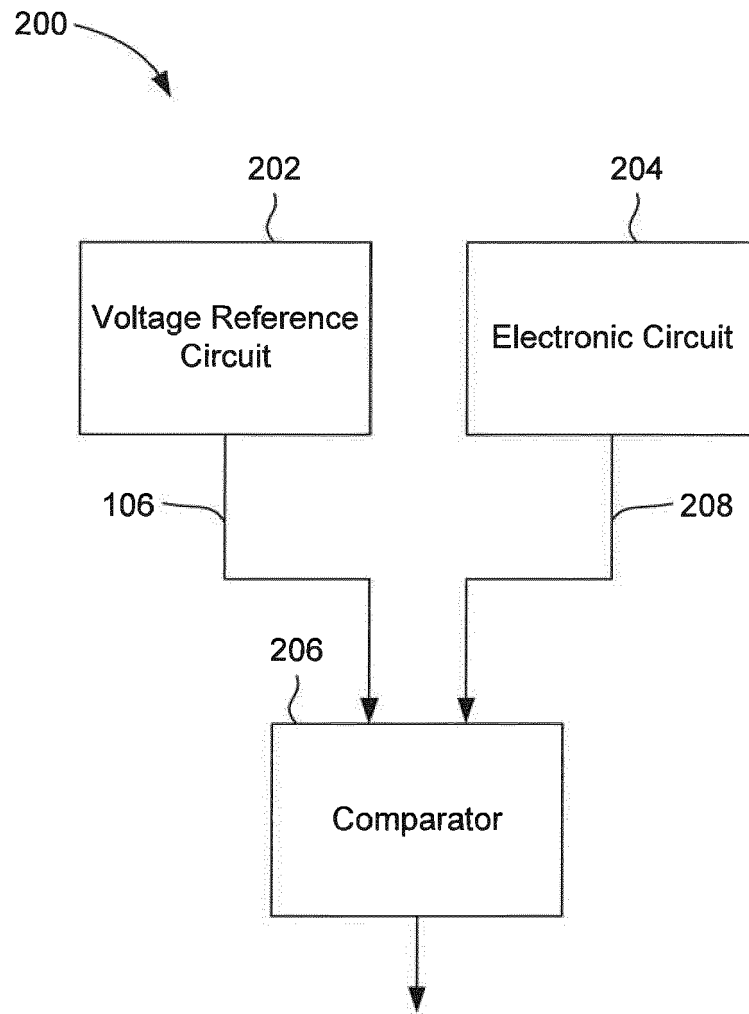 200
202
204
Voltage Reference
Circuit
Electronic Circuit
106
208
206
Comparator